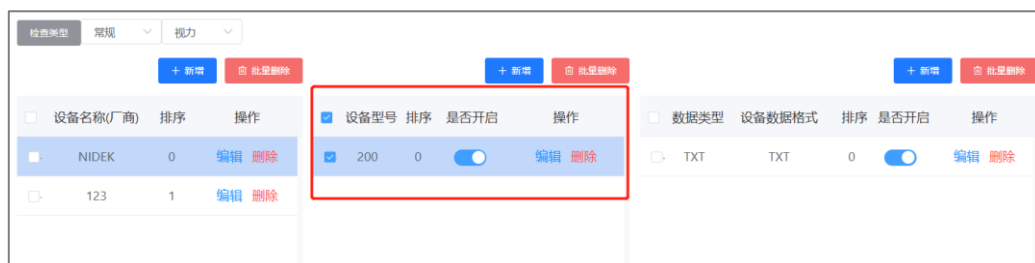 检查类型 常规 视力
+ 新增 批量删除 + 新增 批量删除 + 新增 批量删除
设备名称(厂商) 排序 操作 设备型号 排序 是否开启 操作 数据类型 设备数据格式 排序 是否开启 操作
NIDEK 0 编辑 删除 200 0 编辑 删除 TXT TXT 0 编辑 删除
123 1 编辑 删除